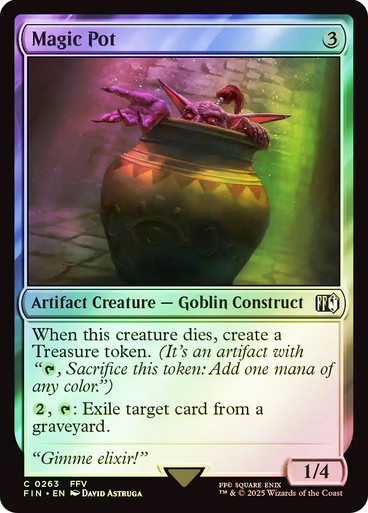 Magic Pot 3
Artifact Creature — Goblin Construct
When this creature dies, create a
Treasure token. (It's an artifact with
“, Sacrifice this token: Add one mana of
any color.”)
2, : Exile target card from a
graveyard.
“Gimme elixir!”
1/4
C 0263 FFV
FIN • EN DAVID ASTRUGA
FF© SQUARE ENIX
™ & © 2025 Wizards of the Coast